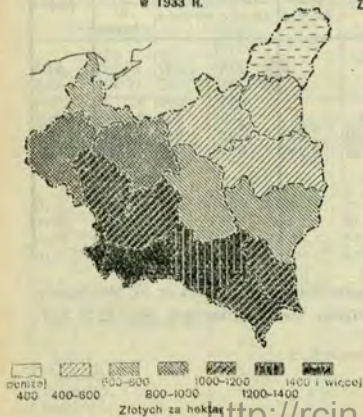 w 1933 R.
Z
poniżej 600-800 1000-1200 1400 i więcej
400 400-600 800-1000 1200-1400
Złotych za hektar
http://rcin